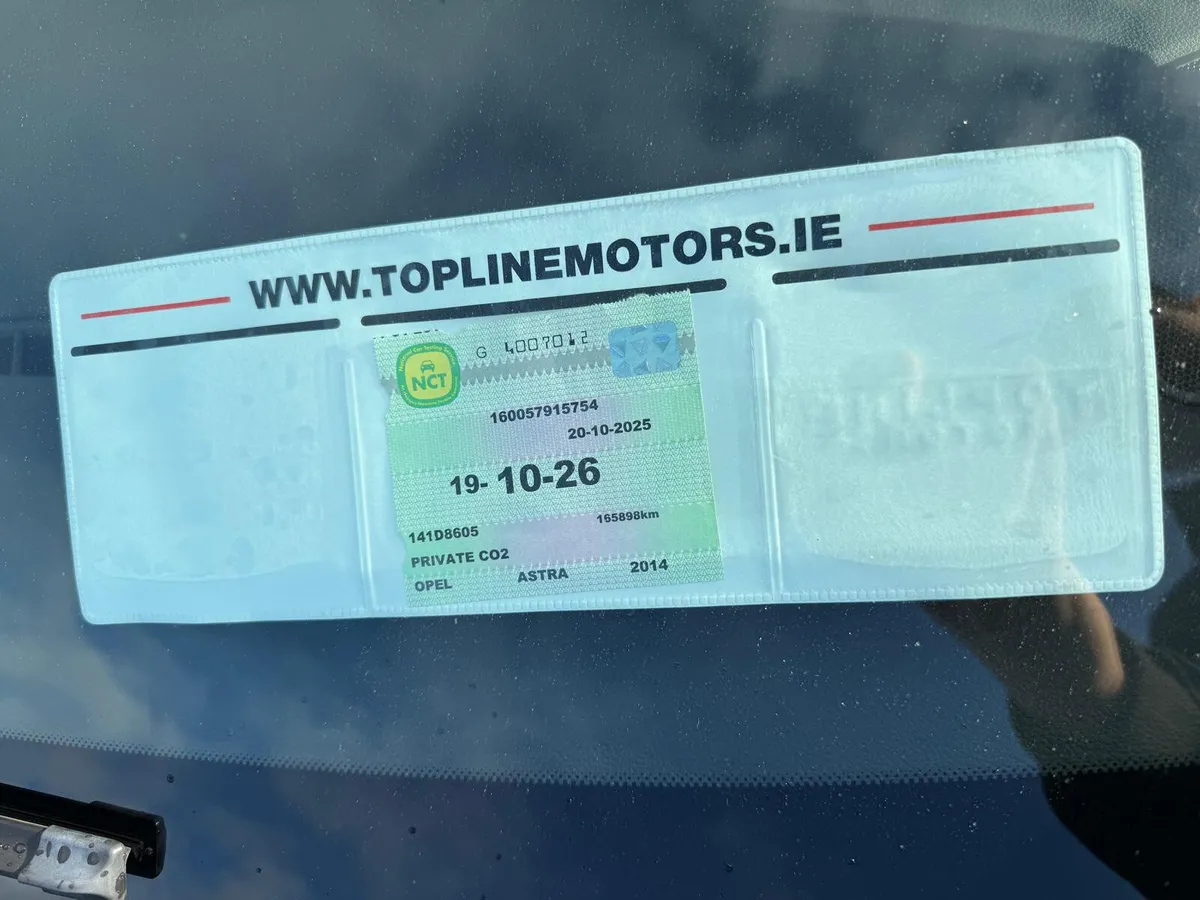 WWW.TOPLINEMOTORS.IE
G 4007012
NCT
160057915754
20-10-2025
19- 10-26
165898km
141D8605
PRIVATE CO2
OPEL ASTRA 2014